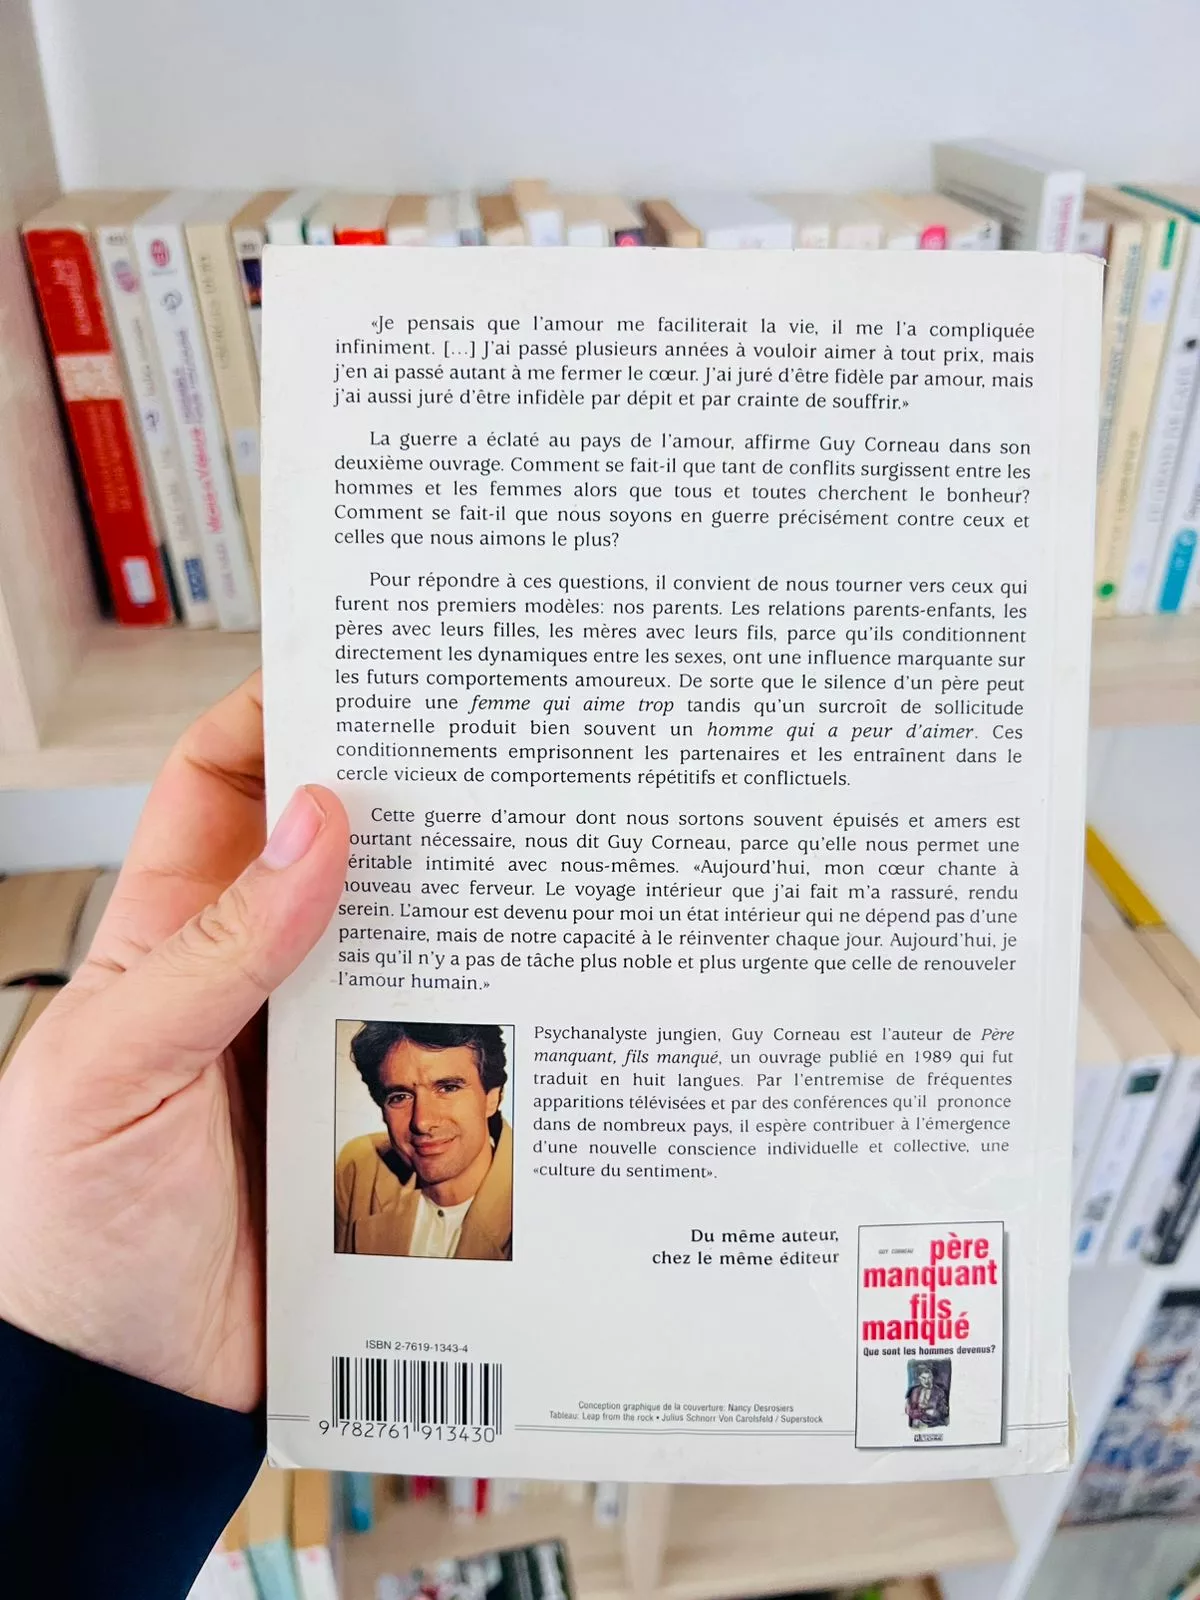 «Je pensais que l'amour me faciliterait la vie, il me l'a compliquée
infiniment. [...] J'ai passé plusieurs années à vouloir aimer à tout prix, mais
j'en ai passé autant à me fermer le cœur. J'ai juré d'être fidèle par amour, mais
j'ai aussi juré d'être infidèle par dépit et par crainte de souffrir.»
La guerre a éclaté au pays de l'amour, affirme Guy Corneau dans son
deuxième ouvrage. Comment se fait-il que tant de conflits surgissent entre les
hommes et les femmes alors que tous et toutes cherchent le bonheur?
Comment se fait-il que nous soyons en guerre précisément contre ceux et
celles que nous aimons le plus?
Pour répondre à ces questions, il convient de nous tourner vers ceux qui
furent nos premiers modèles: nos parents. Les relations parents-enfants, les
pères avec leurs filles, les mères avec leurs fils, parce qu'ils conditionnent
directement les dynamiques entre les sexes, ont une influence marquante sur
les futurs comportements amoureux. De sorte que le silence d'un père peut
produire une femme qui aime trop tandis qu'un surcroît de sollicitude
maternelle produit bien souvent un homme qui a peur d'aimer. Ces
conditionnements emprisonnent les partenaires et les entraînent dans le
cercle vicieux de comportements répétitifs et conflictuels.
Cette guerre d'amour dont nous sortons souvent épuisés et amers est
ourtant nécessaire, nous dit Guy Corneau, parce qu'elle nous permet une
éritable intimité avec nous-mêmes. «Aujourd'hui, mon cœur chante à
nouveau avec ferveur. Le voyage intérieur que j'ai fait m'a rassuré, rendu
serein. L'amour est devenu pour moi un état intérieur qui ne dépend pas d'une
partenaire, mais de notre capacité à le réinventer chaque jour. Aujourd'hui, je
sais qu'il n'y a pas de tâche plus noble et plus urgente que celle de renouveler
l'amour humain.»
Psychanalyste jungien, Guy Corneau est l'auteur de Père
manquant, fils manqué, un ouvrage publié en 1989 qui fut
traduit en huit langues. Par l'entremise de fréquentes
apparitions télévisées et par des conférences qu'il prononce
dans de nombreux pays, il espère contribuer à l'émergence
d'une nouvelle conscience individuelle et collective, une
«culture du sentiment».
Du même auteur,
chez le même éditeur
GUY CORNEAU
père
manquant
fils
manqué
Que sont les hommes devenus?
ISBN 2-7619-1343-4
9 782761 913430
Conception graphique de la couverture: Nancy Desrosiers
Tableau: Leap from the rock • Julius Schnorr Von Carolsfeld / Superstock